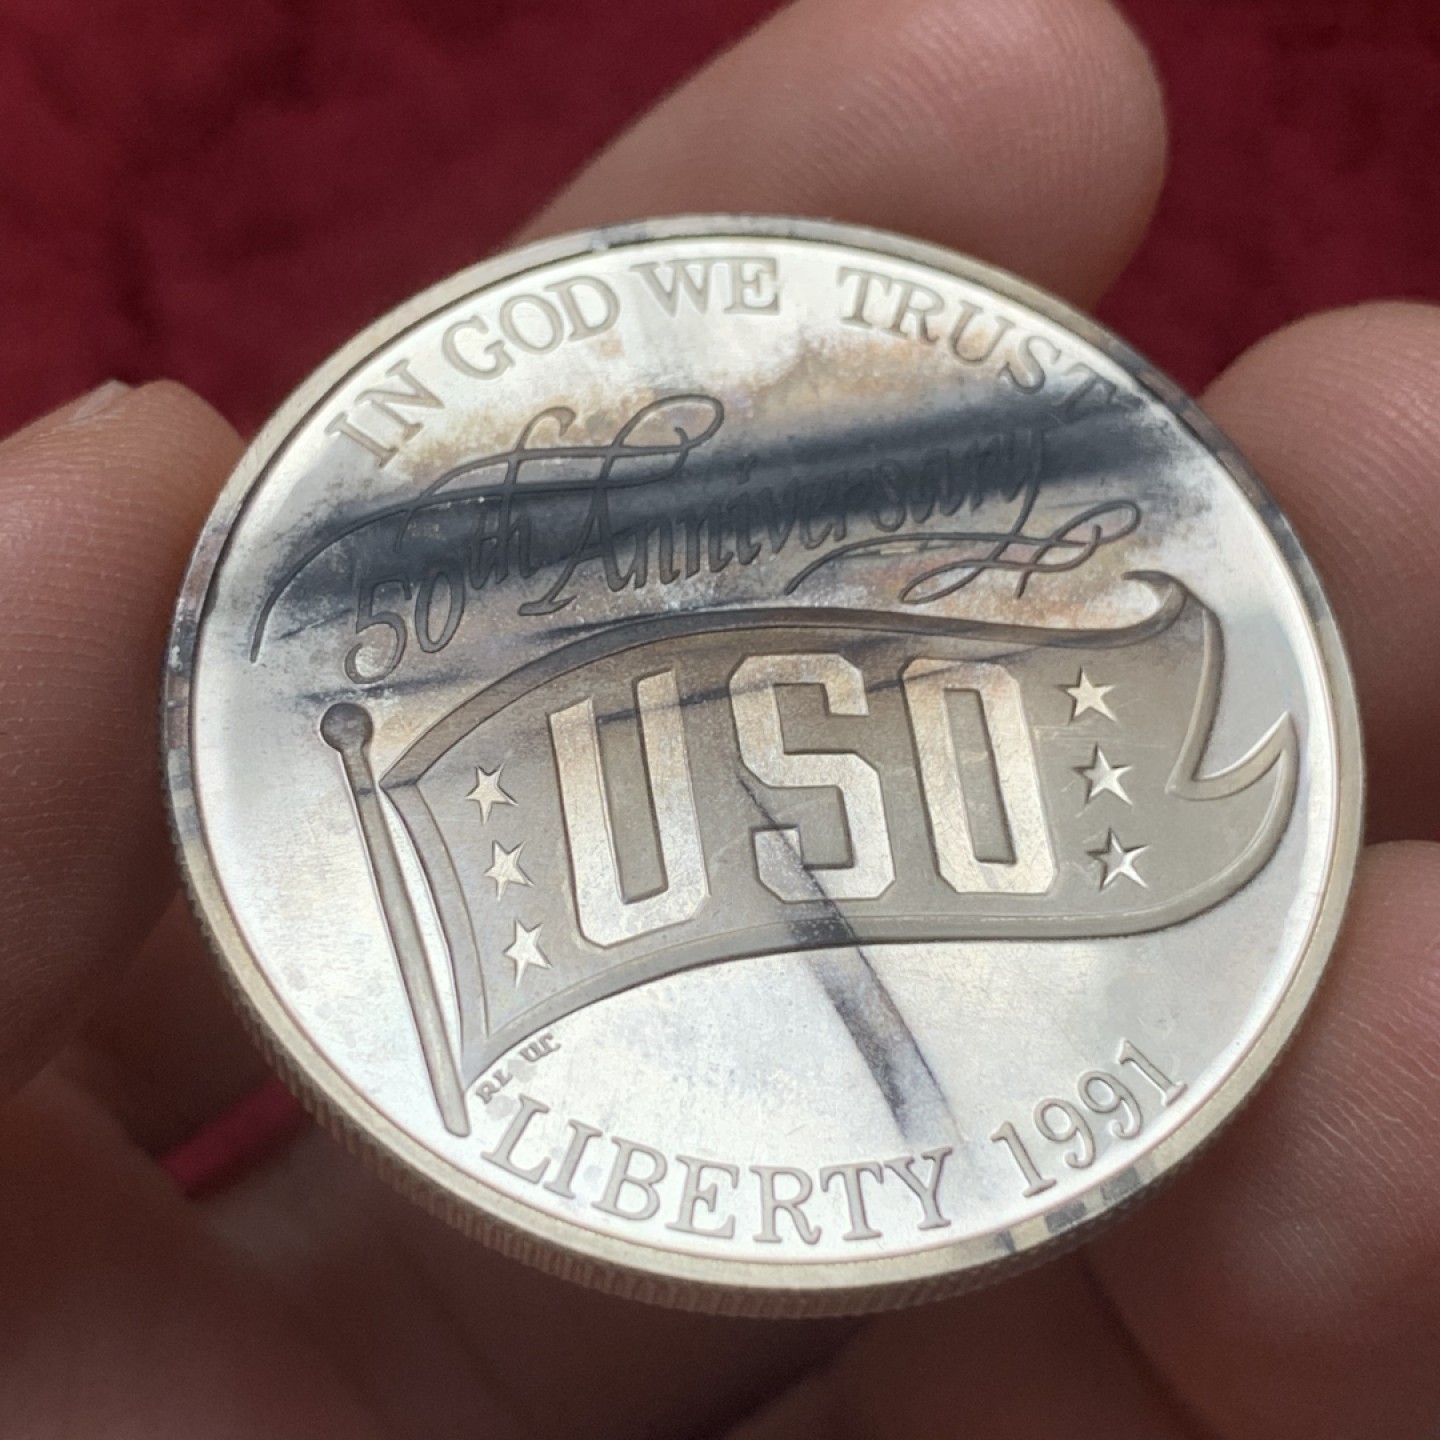 IN GOD WE TRUST
50th Anniversary
USO
LIBERTY 1991